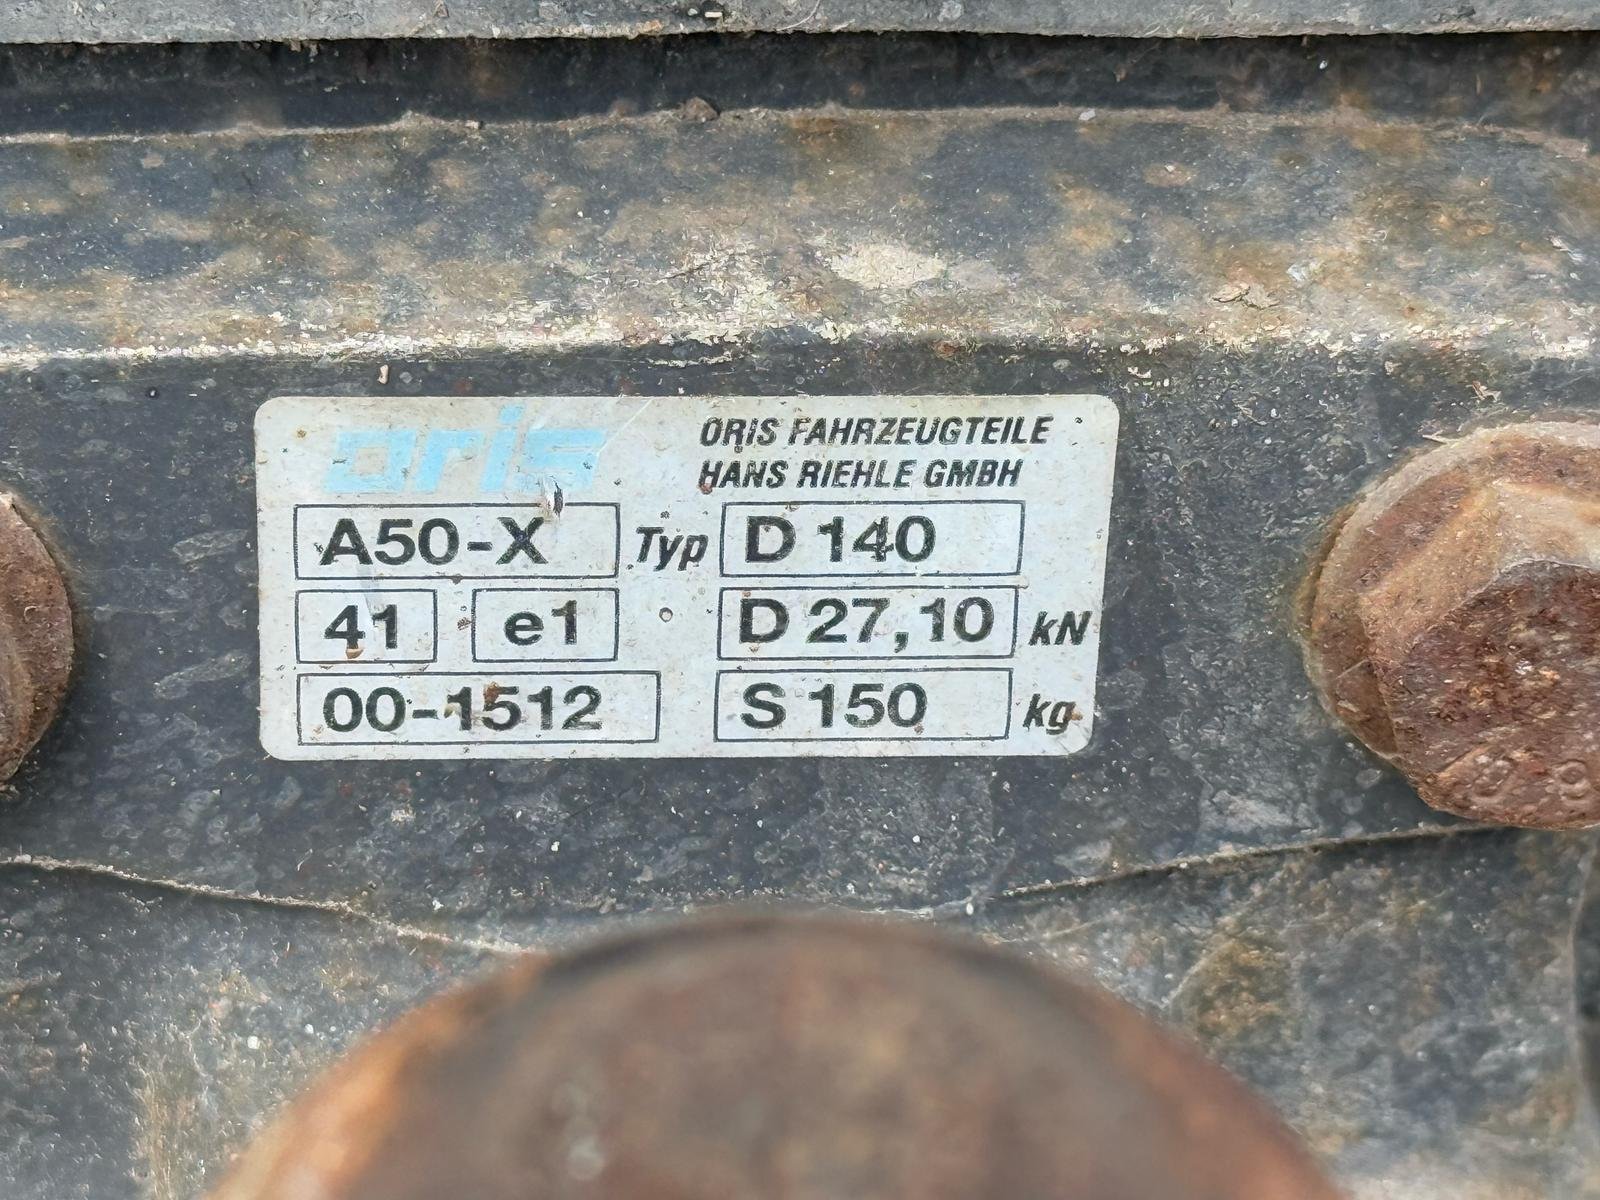 oris
ORIS FAHRZEUGTEILE
HANS RIEHLE GMBH
A50-X Typ D 140
41 e1 D 27,10 kN
00-1512 S 150 kg